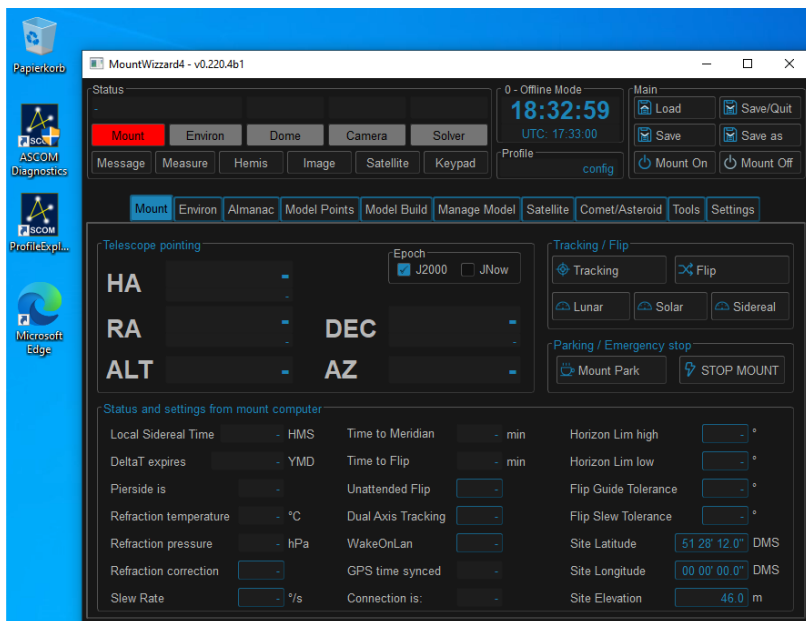 Papierkorb
ASCOM
Diagnostics
SCOM
ProfileExpl...
Microsoft
Edge
MountWizzard4 - v0.220.4b1
Status
-
0 - Offline Mode
18:32:59
UTC: 17:33:00
Profile
config
Main
Load Save/Quit
Save Save as
Mount On Mount Off
Mount Environ Dome Camera Solver
Message Measure Hemis Image Satellite Keypad
Mount Environ Almanac Model Points Model Build Manage Model Satellite Comet/Asteroid Tools Settings
Telescope pointing
Epoch
J2000 JNow
HA -
-
RA - DEC -
- -
ALT - AZ -
Tracking / Flip
Tracking Flip
Lunar Solar Sidereal
Parking / Emergency stop
Mount Park STOP MOUNT
Status and settings from mount computer
Local Sidereal Time - HMS Time to Meridian - min Horizon Lim high - °
DeltaT expires - YMD Time to Flip - min Horizon Lim low - °
Pierside is - Unattended Flip - Flip Guide Tolerance - °
Refraction temperature - °C Dual Axis Tracking - Flip Slew Tolerance - °
Refraction pressure - hPa WakeOnLan - Site Latitude 51 28' 12.0" DMS
Refraction correction - GPS time synced - Site Longitude 00 00' 00.0" DMS
Slew Rate - °/s Connection is: - Site Elevation 46.0 m